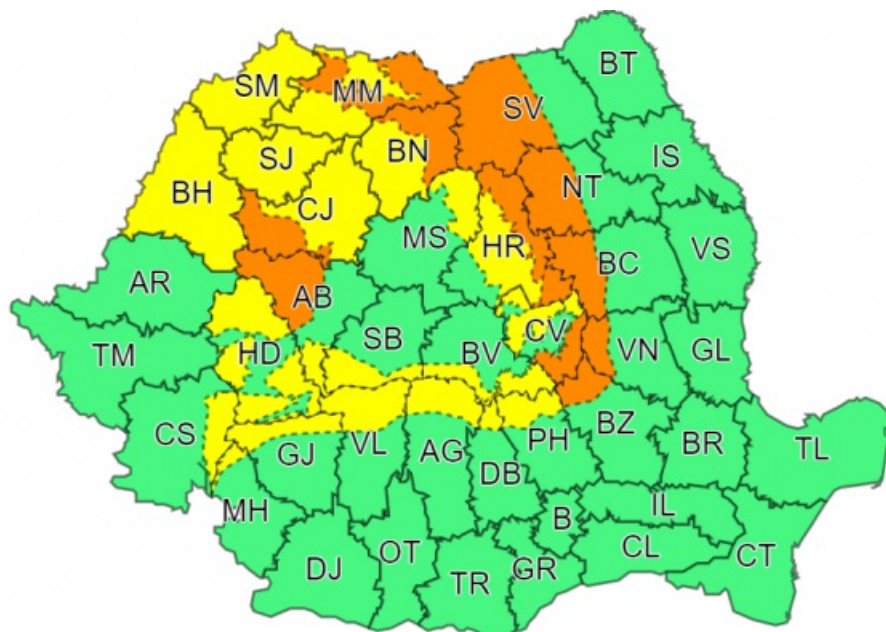 BT
SM
MM
SV
SJ
BN
IS
BH
CJ
NT
MS
HR
BC
VS
AR
AB
CV
TM
HD
SB
BV
VN
GL
CS
GJ
VL
AG
PH
BZ
BR
TL
DB
MH
B
IL
DJ
OT
TR
GR
CL
CT